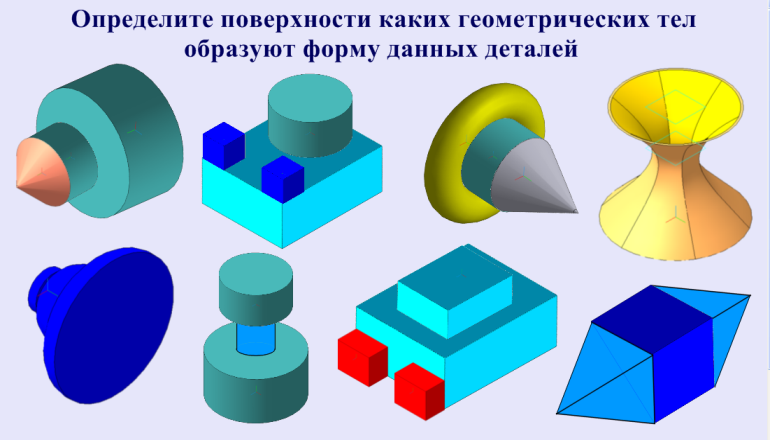 Определите поверхности каких геометрических тел
образуют форму данных деталей